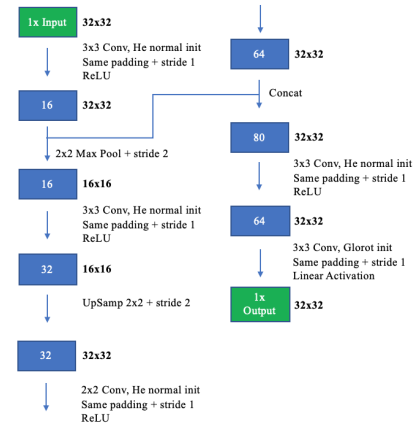 1x Input 32x32
3x3 Conv, He normal init
Same padding + stride 1
ReLU
16 32x32
2x2 Max Pool + stride 2
16 16x16
3x3 Conv, He normal init
Same padding + stride 1
ReLU
32 16x16
UpSamp 2x2 + stride 2
32 32x32
2x2 Conv, He normal init
Same padding + stride 1
ReLU
64 32x32
Concat
80 32x32
3x3 Conv, He normal init
Same padding + stride 1
ReLU
64 32x32
3x3 Conv, Glorot init
Same padding + stride 1
Linear Activation
1x
Output 32x32